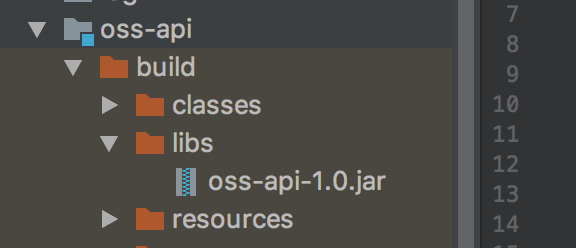 oss-api
build
classes
libs
oss-api-1.0.jar
resources
7
8
9
10
11
12
13
14